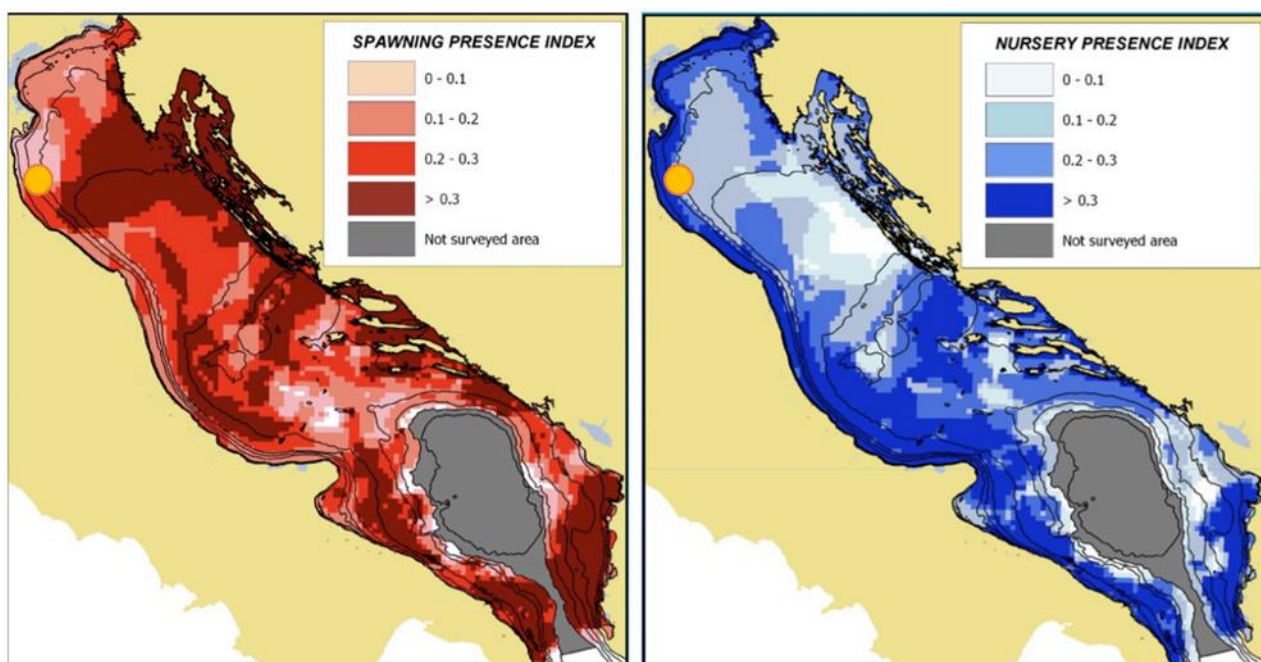 SPAWNING PRESENCE INDEX
0 - 0.1
0.1 - 0.2
0.2 - 0.3
> 0.3
Not surveyed area
NURSERY PRESENCE INDEX
0 - 0.1
0.1 - 0.2
0.2 - 0.3
> 0.3
Not surveyed area